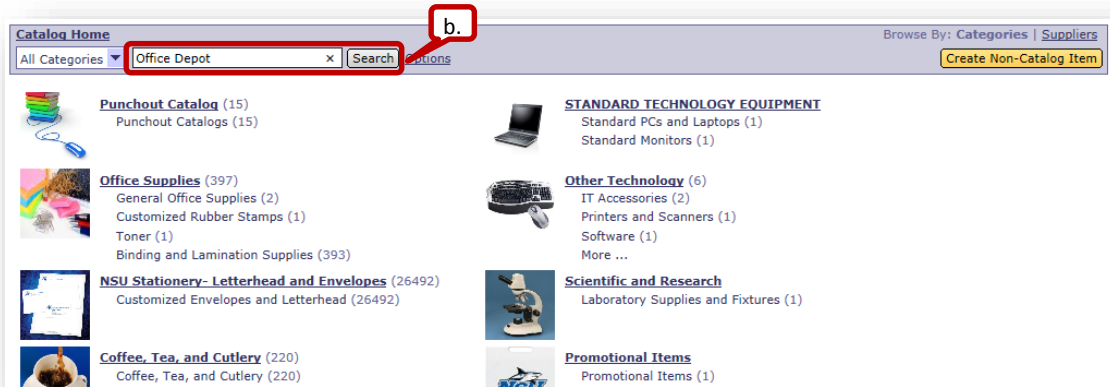 b.
Catalog Home
Browse By: Categories | Suppliers
All Categories Office Depot × Search Options
Create Non-Catalog Item
Punchout Catalog (15)
Punchout Catalogs (15)
STANDARD TECHNOLOGY EQUIPMENT
Standard PCs and Laptops (1)
Standard Monitors (1)
Office Supplies (397)
General Office Supplies (2)
Customized Rubber Stamps (1)
Toner (1)
Binding and Lamination Supplies (393)
Other Technology (6)
IT Accessories (2)
Printers and Scanners (1)
Software (1)
More ...
NSU Stationery- Letterhead and Envelopes (26492)
Customized Envelopes and Letterhead (26492)
Scientific and Research
Laboratory Supplies and Fixtures (1)
Coffee, Tea, and Cutlery (220)
Coffee, Tea, and Cutlery (220)
NSU
Promotional Items
Promotional Items (1)